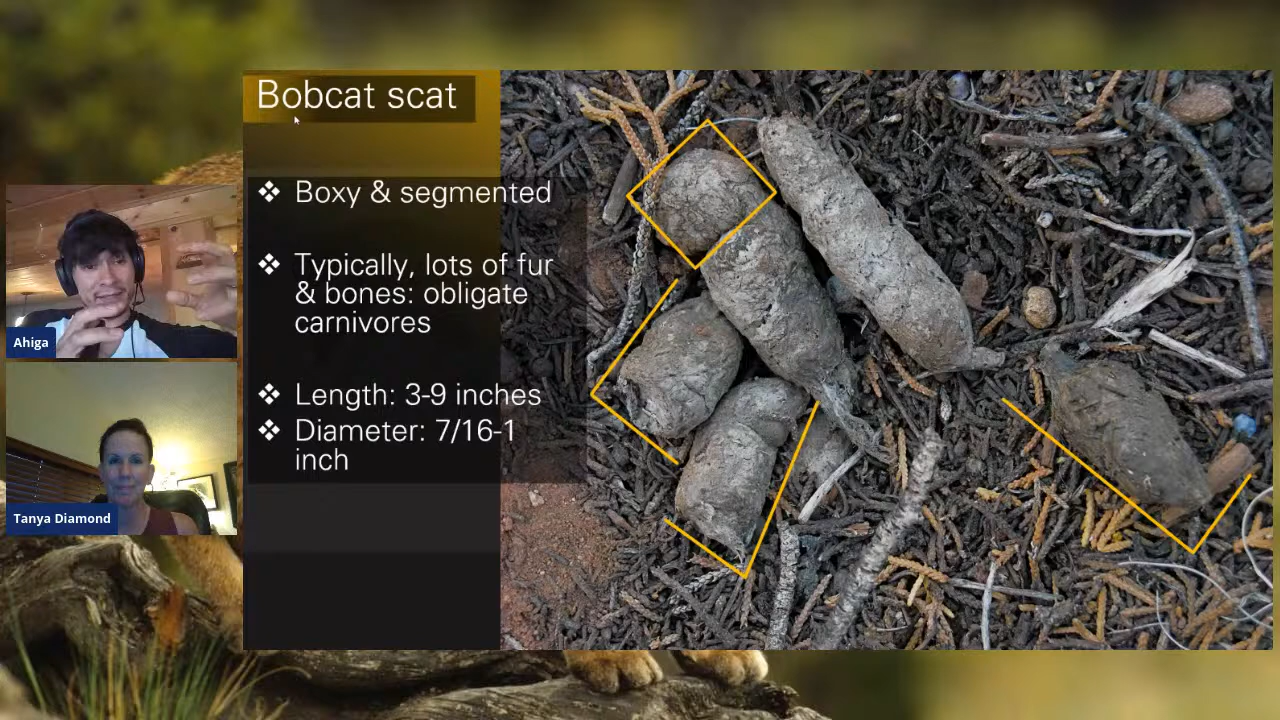 Bobcat scat
❖ Boxy & segmented
❖ Typically, lots of fur
& bones: obligate
carnivores
❖ Length: 3-9 inches
❖ Diameter: 7/16-1
inch
Ahiga
Tanya Diamond